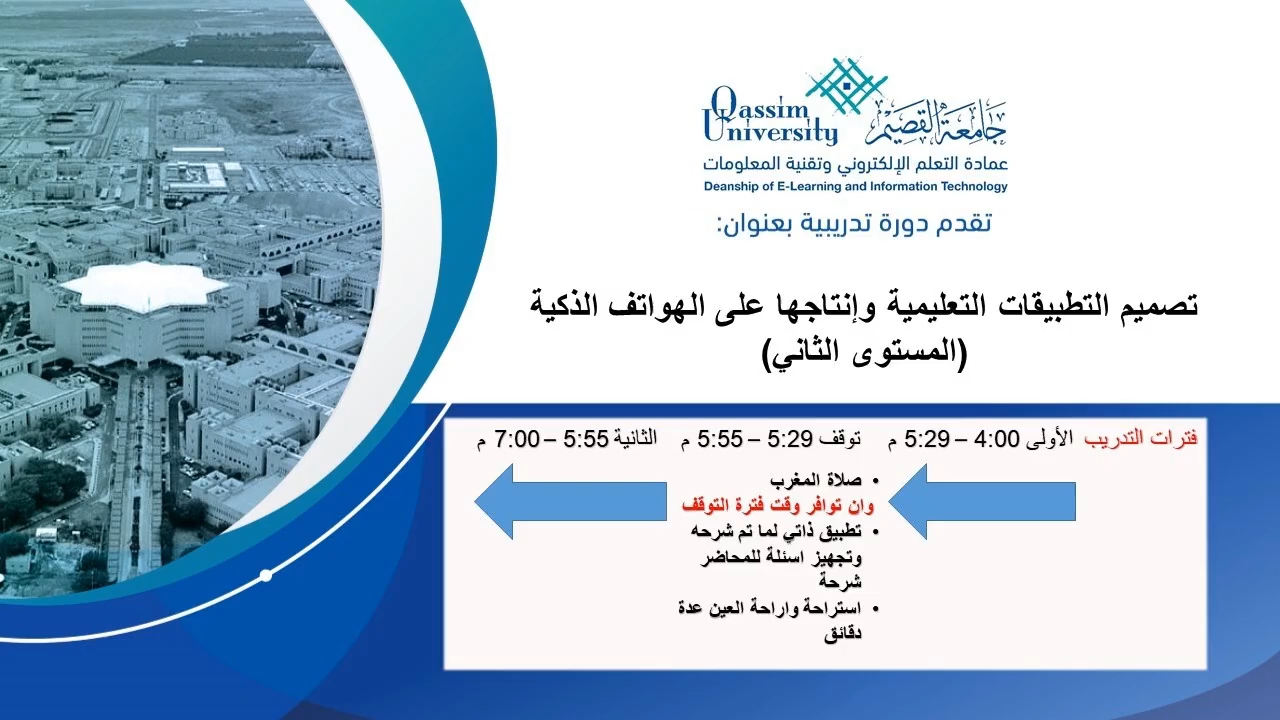 Qassim
University
جامعة القصيم
عمادة التعلم الإلكتروني وتقنية المعلومات
Deanship of E-Learning and Information Technology
تقدم دورة تدريبية بعنوان:
تصميم التطبيقات التعليمية وإنتاجها على الهواتف الذكية
(المستوى الثاني)
فترات التدريب الأولى 4:00 – 5:29 م توقف 5:29 – 5:55 م الثانية 5:55 – 7:00 م
• صلاة المغرب
وان توافر وقت فترة التوقف
• تطبيق ذاتي لما تم شرحه
وتجهيز اسئلة للمحاضر
شرحة
• استراحة واراحة العين عدة
دقائق